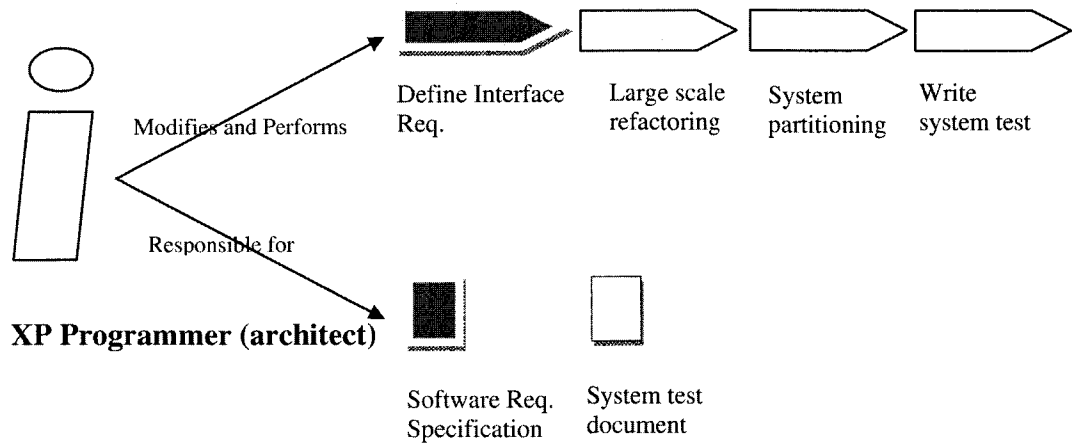 Modifies and Performs
Define Interface
Req.
Large scale
refactoring
System
partitioning
Write
system test
Responsible for
XP Programmer (architect)
Software Req.
Specification
System test
document